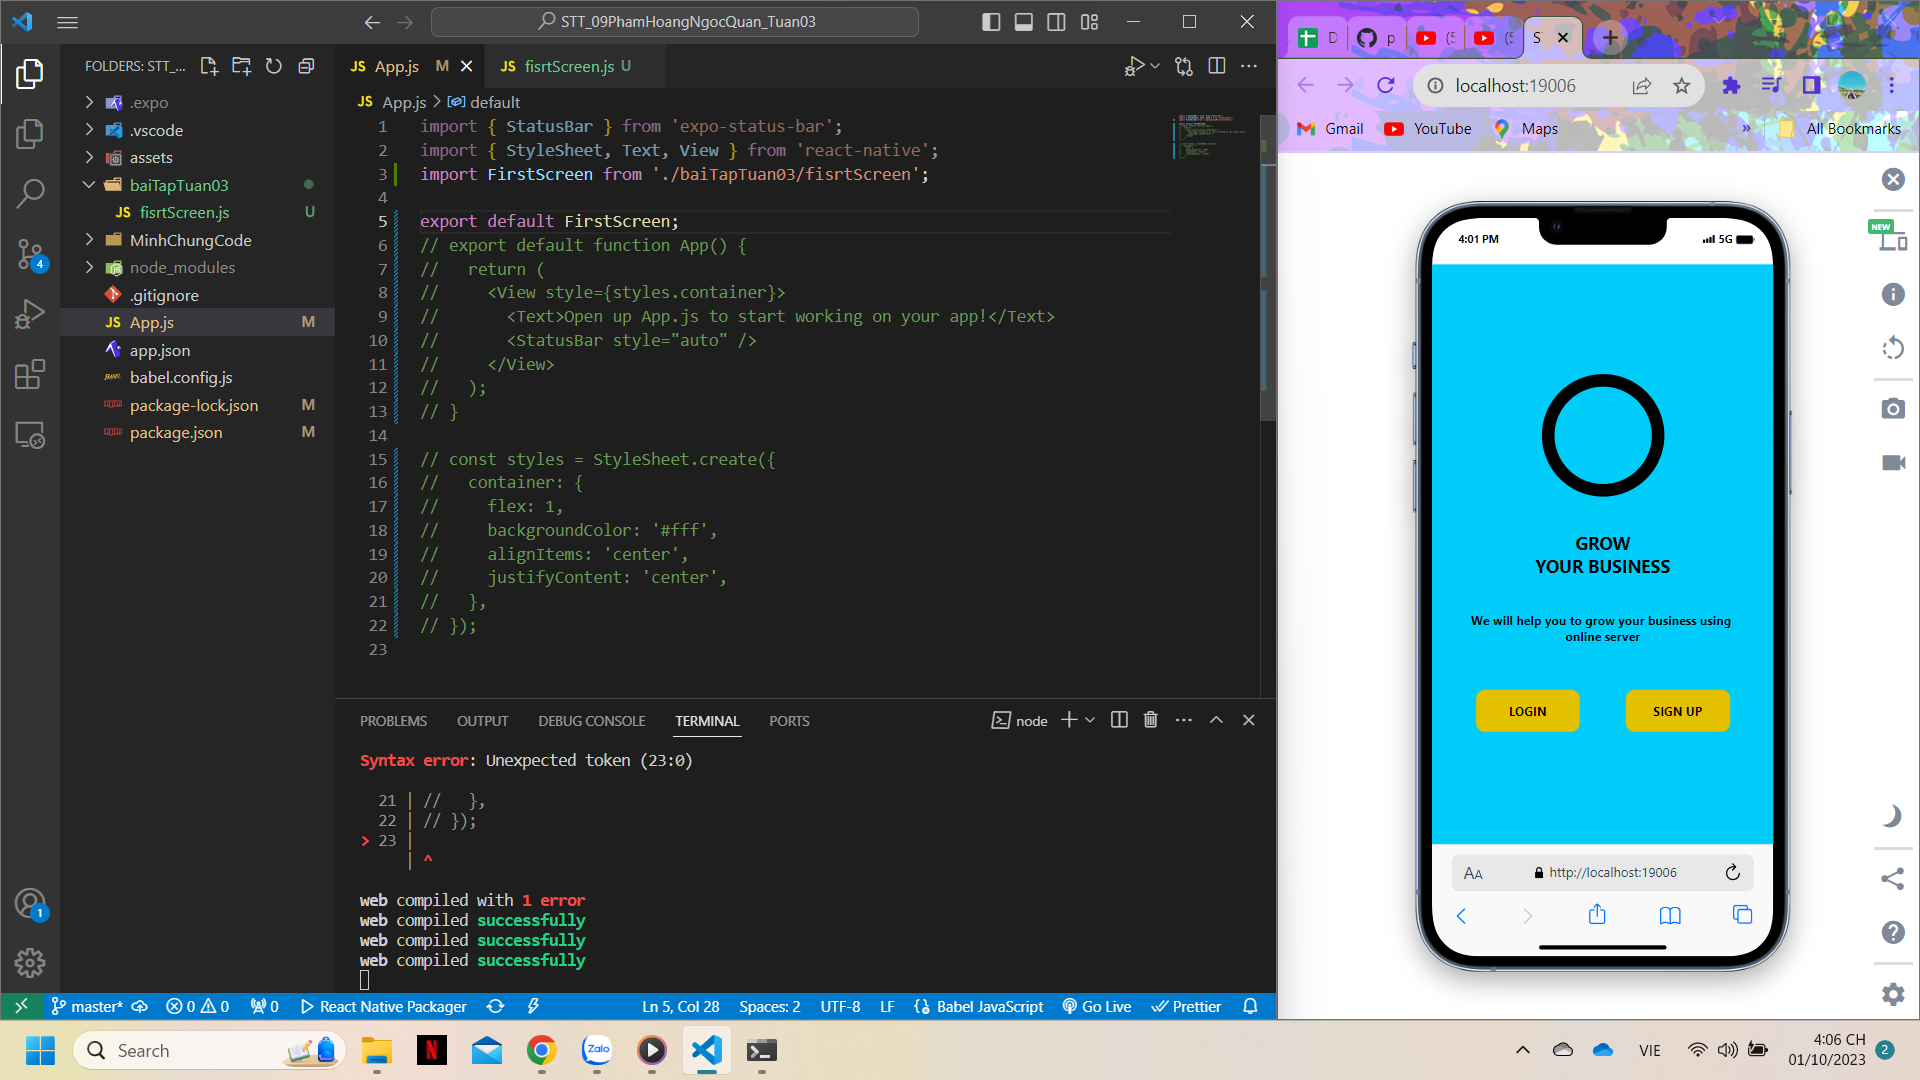 STT_09PhamHoangNgocQuan_Tuan03
FOLDERS: STT_...
.expo
.vscode
assets
baiTapTuan03
JS fisrtScreen.js U
MinhChungCode
node_modules
.gitignore
JS App.js M
app.json
babel.config.js
package-lock.json M
package.json M
4
1
JS App.js M
JS fisrtScreen.js U
JS App.js > default
1 import { StatusBar } from 'expo-status-bar';
2 import { StyleSheet, Text, View } from 'react-native';
3 import FirstScreen from './baiTapTuan03/fisrtScreen';
4
5 export default FirstScreen;
6 // export default function App() {
7 //   return (
8 //     <View style={styles.container}>
9 //       <Text>Open up App.js to start working on your app!</Text>
10 //       <StatusBar style="auto" />
11 //     </View>
12 //   );
13 // }
14
15 // const styles = StyleSheet.create({
16 //   container: {
17 //     flex: 1,
18 //     backgroundColor: '#fff',
19 //     alignItems: 'center',
20 //     justifyContent: 'center',
21 //   },
22 // });
23
PROBLEMS OUTPUT DEBUG CONSOLE TERMINAL PORTS
node
Syntax error: Unexpected token (23:0)
21 | //   },
22 | // });
> 23 |
| ^
web compiled with 1 error
web compiled successfully
web compiled successfully
web compiled successfully
master* 0 0 0 React Native Packager
Ln 5, Col 28 Spaces: 2 UTF-8 LF Babel JavaScript Go Live Prettier
D
p
(5
(5
S
localhost:19006
Gmail YouTube Maps » All Bookmarks
NEW
4:01 PM
5G
GROW
YOUR BUSINESS
We will help you to grow your business using
online server
LOGIN
SIGN UP
AA http://localhost:19006
Search
N
Zalo
VIE
4:06 CH
01/10/2023
2